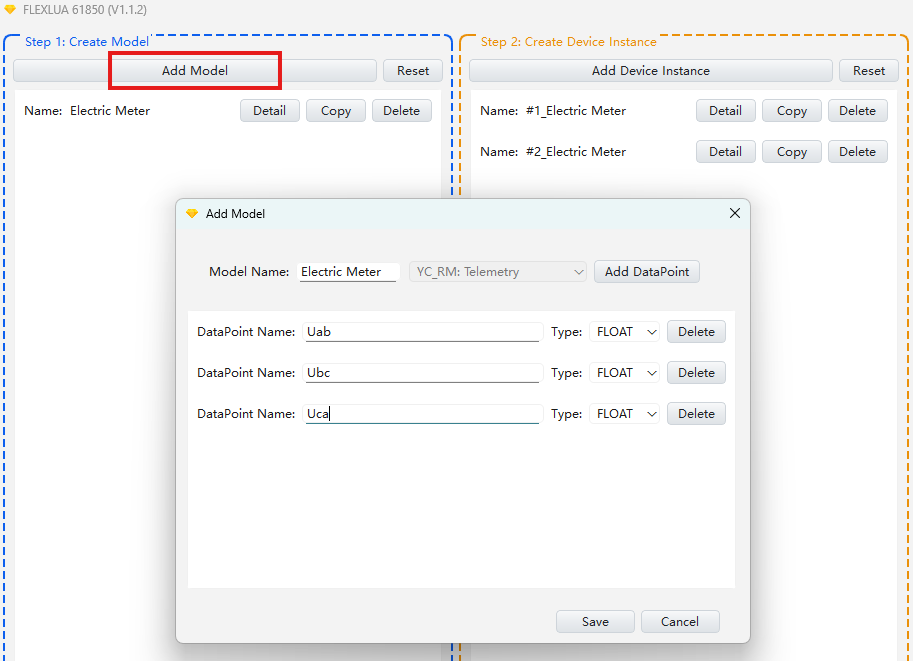 FLEXLUA 61850 (V1.1.2)
Step 1: Create Model
Add Model Reset
Name: Electric Meter Detail Copy Delete
Step 2: Create Device Instance
Add Device Instance Reset
Name: #1_Electric Meter Detail Copy Delete
Name: #2_Electric Meter Detail Copy Delete
Add Model
Model Name: Electric Meter YC_RM: Telemetry Add DataPoint
DataPoint Name: Uab Type: FLOAT Delete
DataPoint Name: Ubc Type: FLOAT Delete
DataPoint Name: Uca Type: FLOAT Delete
Save Cancel